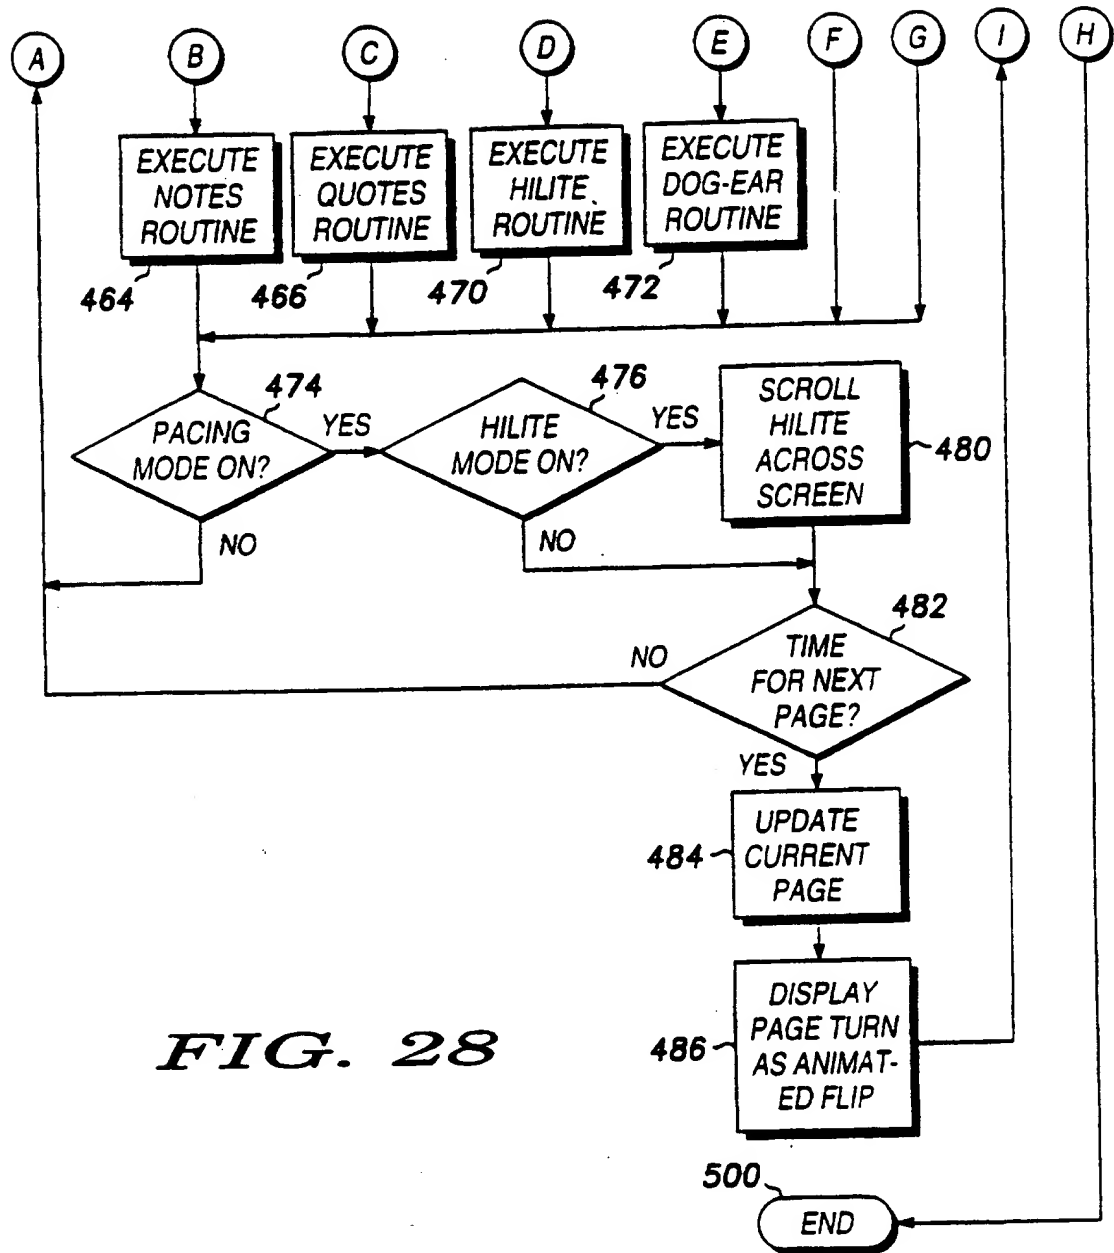 A
B
C
D
E
F
G
I
H
EXECUTE
NOTES
ROUTINE
464
EXECUTE
QUOTES
ROUTINE
466
EXECUTE
HILITE
ROUTINE
470
EXECUTE
DOG-EAR
ROUTINE
472
PACING
MODE ON?
474
YES
NO
HILITE
MODE ON?
476
YES
NO
SCROLL
HILITE
ACROSS
SCREEN
480
TIME
FOR NEXT
PAGE?
482
NO
YES
UPDATE
CURRENT
PAGE
484
DISPLAY
PAGE TURN
AS ANIMAT-
ED FLIP
486
FIG. 28
500
END